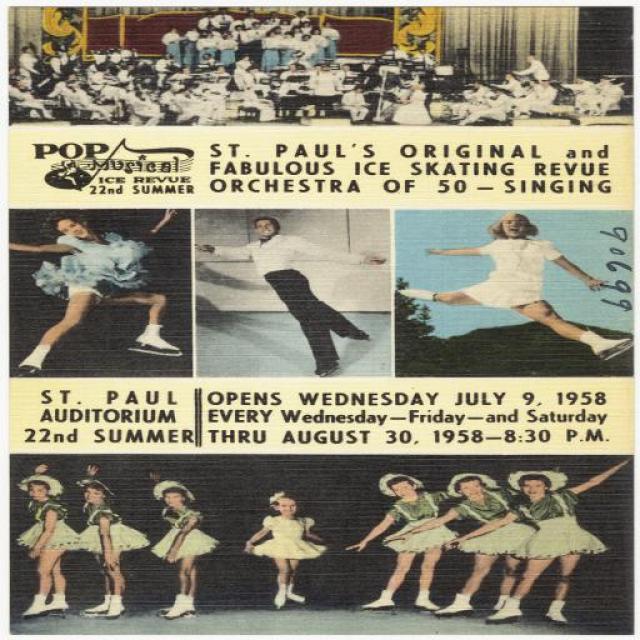 POP
Musical
ICE REVUE
22nd SUMMER
ST. PAUL'S ORIGINAL and
FABULOUS ICE SKATING REVUE
ORCHESTRA OF 50 – SINGING
90699
ST. PAUL
AUDITORIUM
22nd SUMMER
OPENS WEDNESDAY JULY 9, 1958
EVERY Wednesday—Friday—and Saturday
THRU AUGUST 30, 1958—8:30 P.M.